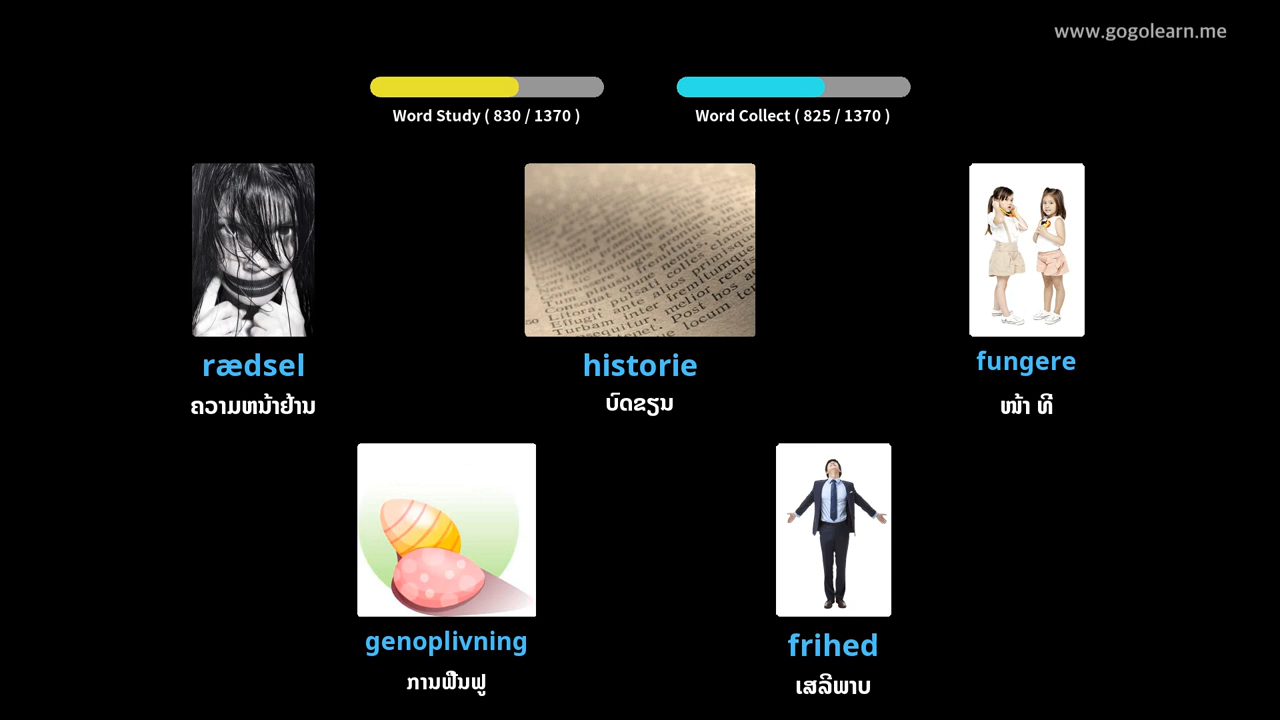 www.gogolearn.me
Word Study ( 830 / 1370 )
Word Collect ( 825 / 1370 )
rædsel
historie
fungere
ຄວາມຫນ້າຢ້ານ
ບົດຂຽນ
ໜ້າ ທີ່
genoplivning
frihed
ການຟື້ນຟູ
ເສລີພາບ